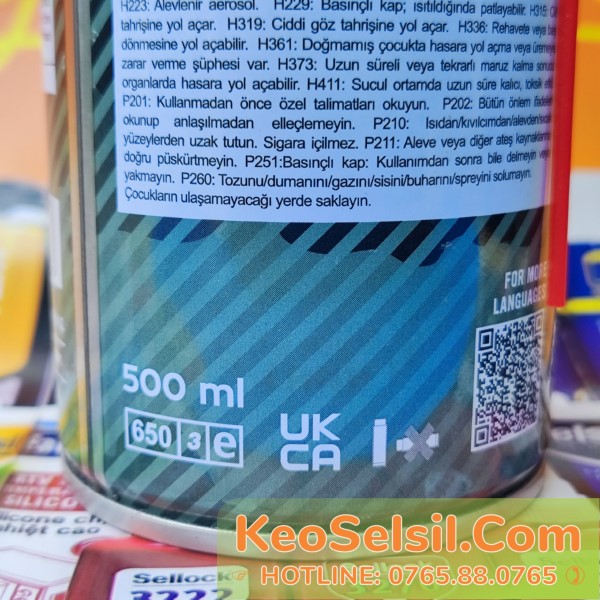 H223: Alevlenir aerosol. H229: Basınçlı kap; ısıtıldığında patlayabilir. H315: Cilt
tahrişine yol açar. H319: Ciddi göz tahrişine yol açar. H336: Rehavete veya baş
dönmesine yol açabilir. H361: Doğmamış çocukta hasara yol açma veya üremeye
zarar verme şüphesi var. H373: Uzun süreli veya tekrarlı maruz kalma sonucu
organlarda hasara yol açabilir. H411: Sucul ortamda uzun süre kalıcı, toksik etki.
P201: Kullanmadan önce özel talimatları okuyun. P202: Bütün önlem ifadeleri
okunup anlaşılmadan elleçlemeyin. P210: Isıdan/kıvılcımdan/alevden/sıcak
yüzeylerden uzak tutun. Sigara içilmez. P211: Aleve veya diğer ateş kaynaklarına
doğru püskürtmeyin. P251:Basınçlı kap: Kullanımdan sonra bile delmeyin veya
yakmayın. P260: Tozunu/dumanını/gazını/sisini/buharını/spreyini solumayın.
Çocukların ulaşamayacağı yerde saklayın.
FOR MORE
LANGUAGES
500 ml
650 3 e
UK
CA
KeoSelsil.Com
HOTLINE: 0765.88.0765
Sellock
3222